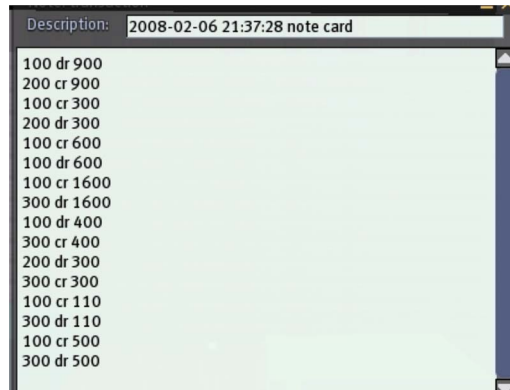 Description: 2008-02-06 21:37:28 note card
100 dr 900
200 cr 900
100 cr 300
200 dr 300
100 cr 600
100 dr 600
100 cr 1600
300 dr 1600
100 dr 400
300 cr 400
200 dr 300
300 cr 300
100 cr 110
300 dr 110
100 cr 500
300 dr 500